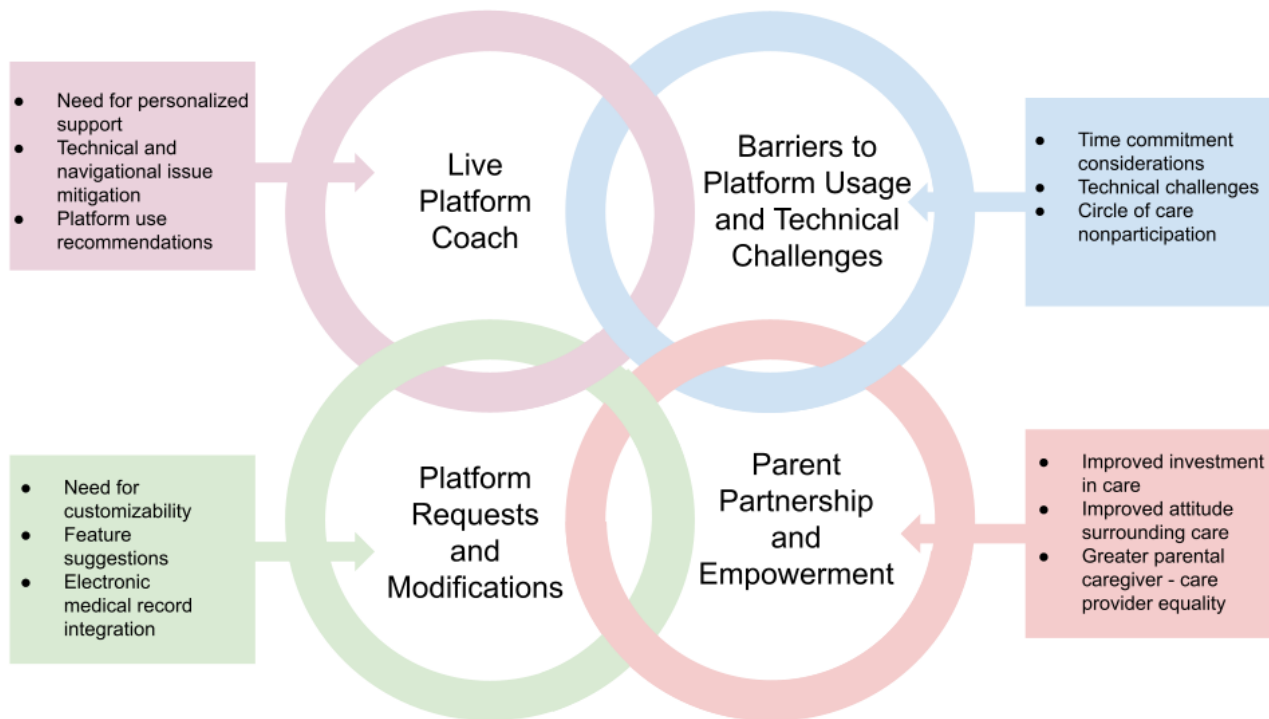 ● Need for personalized
support
● Technical and
navigational issue
mitigation
● Platform use
recommendations
Live
Platform
Coach
Barriers to
Platform Usage
and Technical
Challenges
● Time commitment
considerations
● Technical challenges
● Circle of care
nonparticipation
● Need for
customizability
● Feature
suggestions
● Electronic
medical record
integration
Platform
Requests
and
Modifications
Parent
Partnership
and
Empowerment
● Improved investment
in care
● Improved attitude
surrounding care
● Greater parental
caregiver - care
provider equality